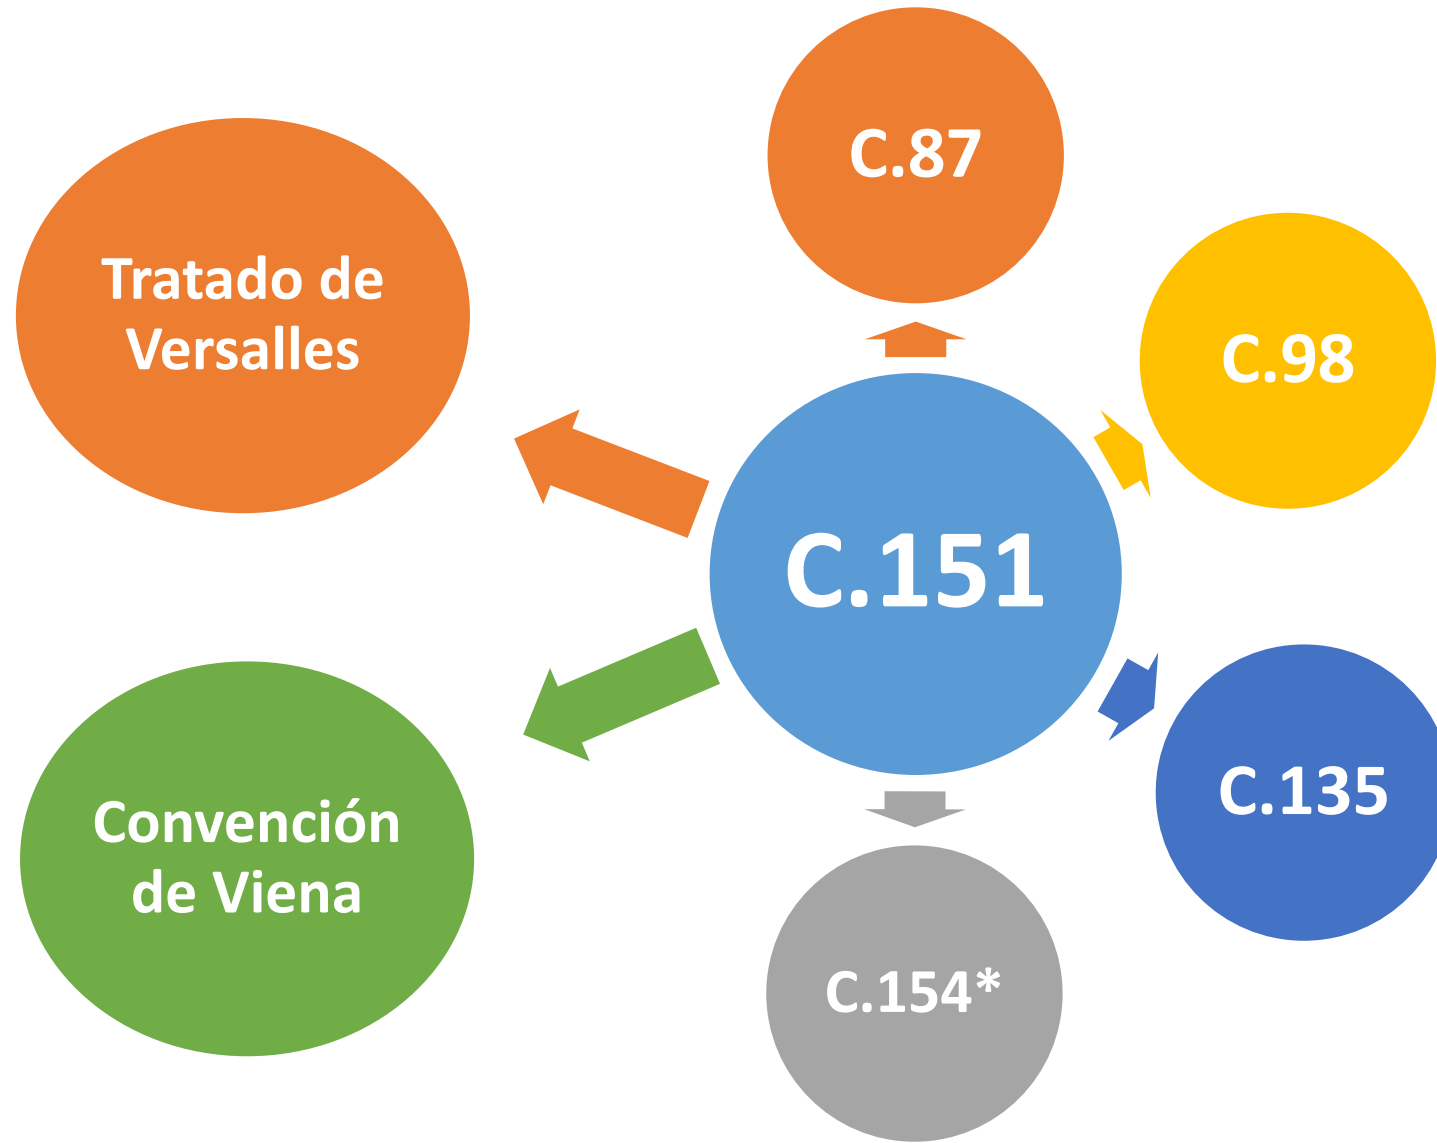 C.87
Tratado de
Versalles
C.98
C.151
C.135
Convención
de Viena
C.154*